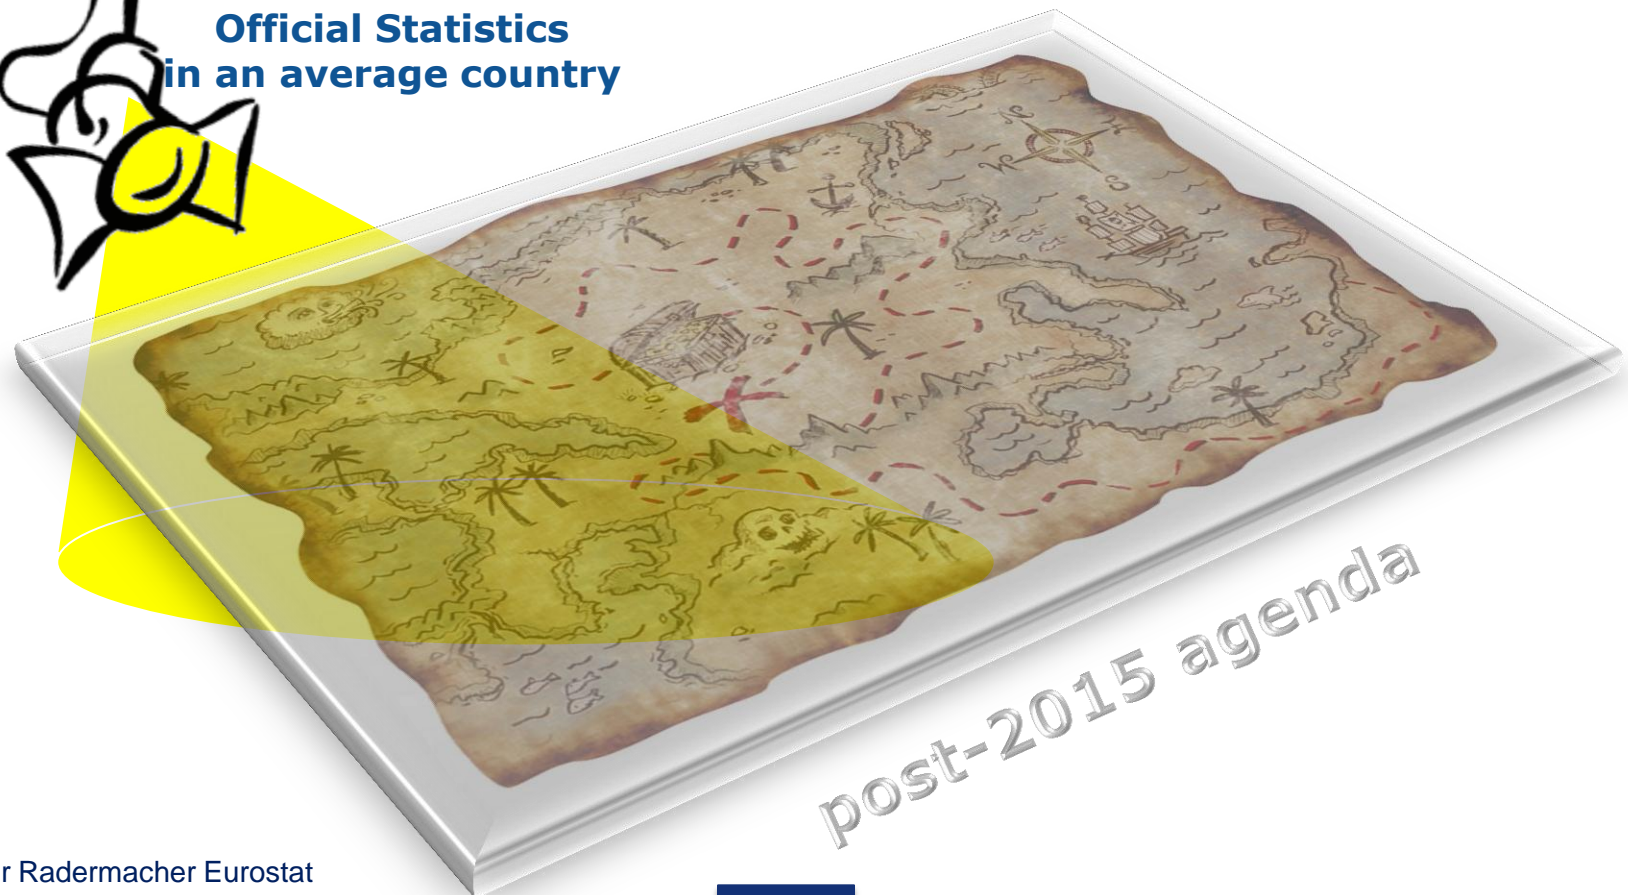 Official Statistics
in an average country
N
W
S
post-2015 agenda
r Radermacher Eurostat